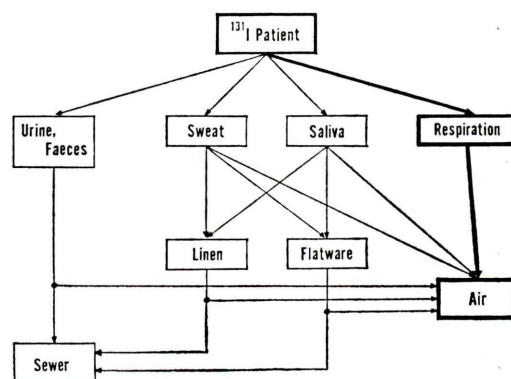 ¹³¹I Patient
Urine,
Faeces
Sweat
Saliva
Respiration
Linen
Flatware
Air
Sewer